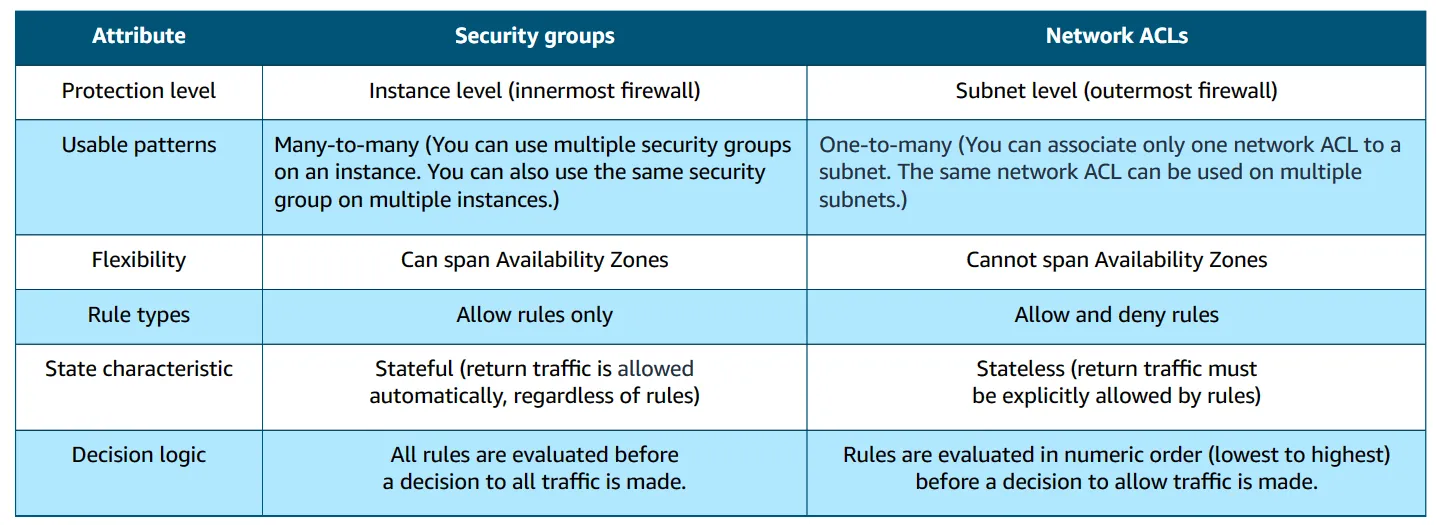 Attribute
Security groups
Network ACLs
Protection level
Instance level (innermost firewall)
Subnet level (outermost firewall)
Usable patterns
Many-to-many (You can use multiple security groups
on an instance. You can also use the same security
group on multiple instances.)
One-to-many (You can associate only one network ACL to a
subnet. The same network ACL can be used on multiple
subnets.)
Flexibility
Can span Availability Zones
Cannot span Availability Zones
Rule types
Allow rules only
Allow and deny rules
State characteristic
Stateful (return traffic is allowed
automatically, regardless of rules)
Stateless (return traffic must
be explicitly allowed by rules)
Decision logic
All rules are evaluated before
a decision to all traffic is made.
Rules are evaluated in numeric order (lowest to highest)
before a decision to allow traffic is made.